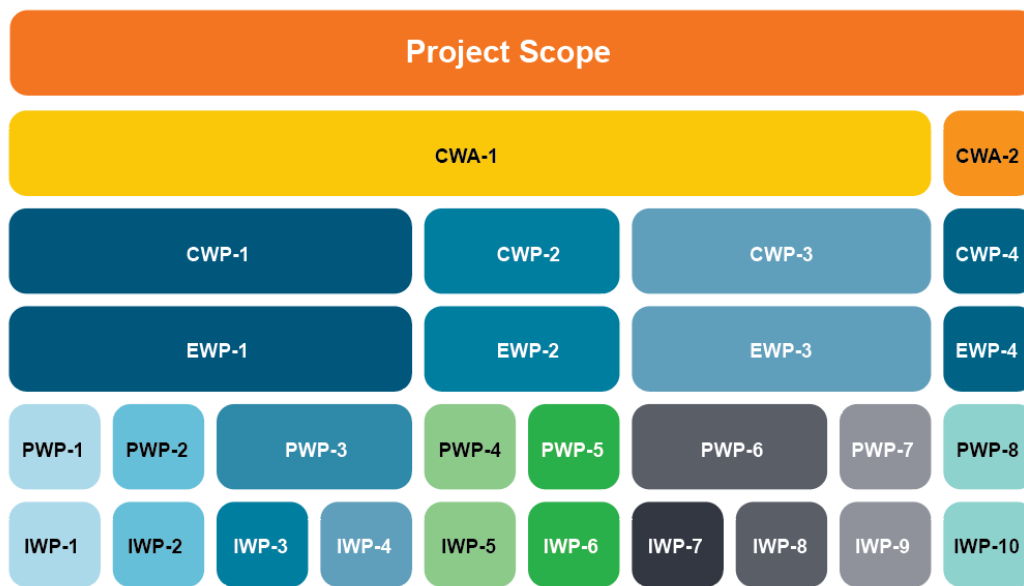 Project Scope
CWA-1 CWA-2
CWP-1 CWP-2 CWP-3 CWP-4
EWP-1 EWP-2 EWP-3 EWP-4
PWP-1 PWP-2 PWP-3 PWP-4 PWP-5 PWP-6 PWP-7 PWP-8
IWP-1 IWP-2 IWP-3 IWP-4 IWP-5 IWP-6 IWP-7 IWP-8 IWP-9 IWP-10